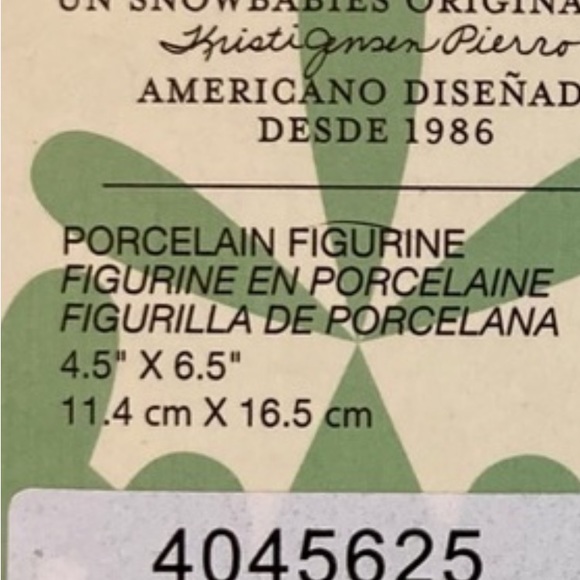 UN SNOWBABIES ORIGINA
Kristi Jensen Pierro
AMERICANO DISEÑAD
DESDE 1986
PORCELAIN FIGURINE
FIGURINE EN PORCELAINE
FIGURILLA DE PORCELANA
4.5" X 6.5"
11.4 cm X 16.5 cm
4045625